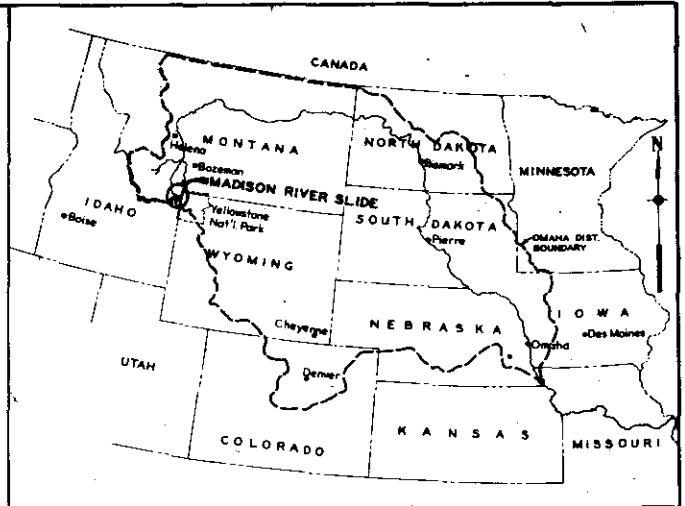 CANADA
MONTANA
Helena
Bozeman
MADISON RIVER SLIDE
NORTH DAKOTA
Bismark
MINNESOTA
N
IDAHO
Boise
Yellowstone
Nat'l. Park
WYOMING
SOUTH DAKOTA
Pierre
OMAHA DIST.
BOUNDARY
IOWA
Des Moines
Cheyenne
NEBRASKA
Omaha
UTAH
Denver
COLORADO
KANSAS
MISSOURI